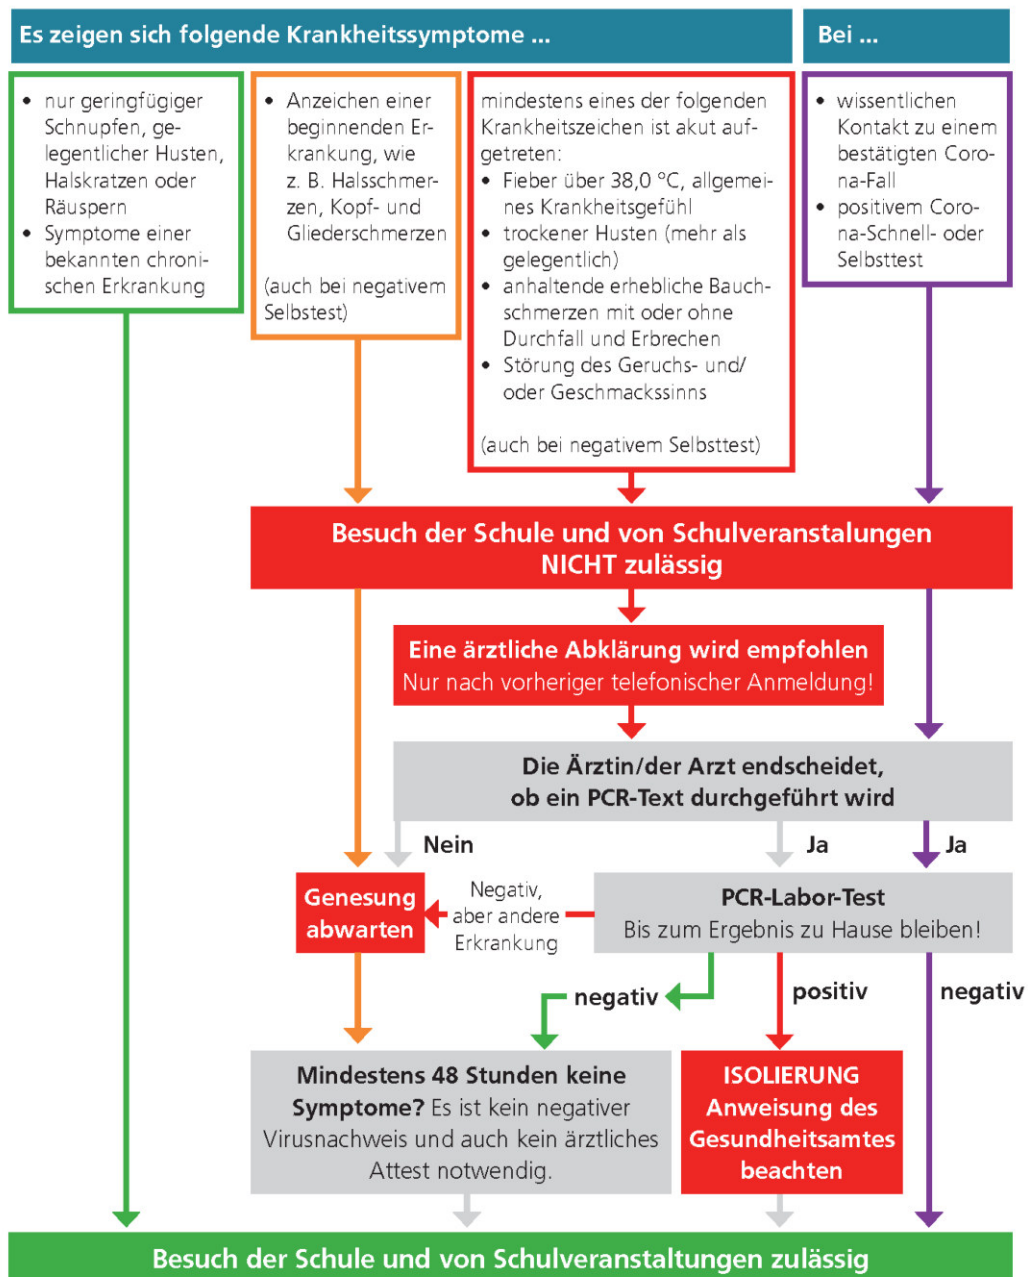 Es zeigen sich folgende Krankheitssymptome ...
Bei ...
• nur geringfügiger
Schnupfen, ge-
legentlicher Husten,
Halskratzen oder
Räuspern
• Symptome einer
bekannten chroni-
schen Erkrankung
• Anzeichen einer
beginnenden Er-
krankung, wie
z. B. Halsschmer-
zen, Kopf- und
Gliederschmerzen
(auch bei negativem
Selbstest)
mindestens eines der folgenden
Krankheitszeichen ist akut auf-
getreten:
• Fieber über 38,0 °C, allgemei-
nes Krankheitsgefühl
• trockener Husten (mehr als
gelegentlich)
• anhaltende erhebliche Bauch-
schmerzen mit oder ohne
Durchfall und Erbrechen
• Störung des Geruchs- und/
oder Geschmackssinns
(auch bei negativem Selbsttest)
• wissentlichen
Kontakt zu einem
bestätigten Coro-
na-Fall
• positivem Coro-
na-Schnell- oder
Selbsttest
Besuch der Schule und von Schulveranstalungen
NICHT zulässig
Eine ärztliche Abklärung wird empfohlen
Nur nach vorheriger telefonischer Anmeldung!
Die Ärztin/der Arzt endscheidet,
ob ein PCR-Text durchgeführt wird
Nein
Ja
Ja
Genesung
abwarten
Negativ,
aber andere
Erkrankung
PCR-Labor-Test
Bis zum Ergebnis zu Hause bleiben!
negativ
positiv
negativ
Mindestens 48 Stunden keine
Symptome? Es ist kein negativer
Virusnachweis und auch kein ärztliches
Attest notwendig.
ISOLIERUNG
Anweisung des
Gesundheitsamtes
beachten
Besuch der Schule und von Schulveranstaltungen zulässig